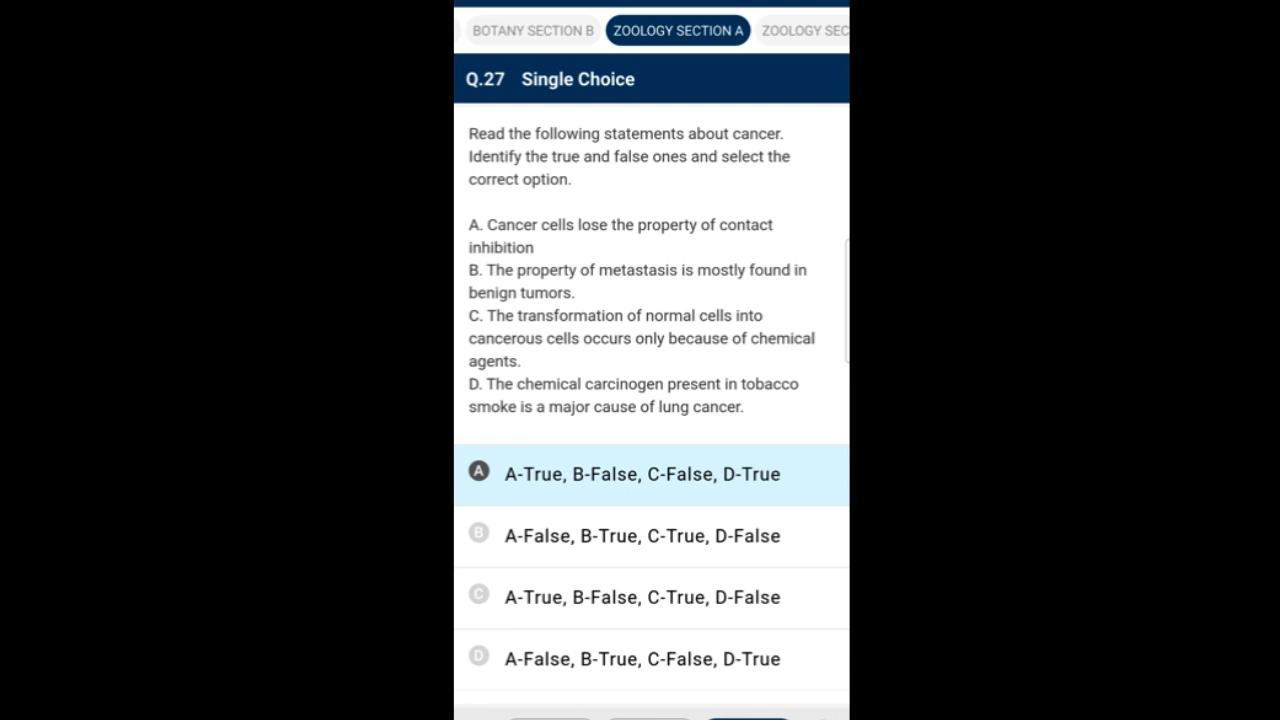 BOTANY SECTION B ZOOLOGY SECTION A ZOOLOGY SEC
Q.27 Single Choice
Read the following statements about cancer.
Identify the true and false ones and select the
correct option.
A. Cancer cells lose the property of contact
inhibition
B. The property of metastasis is mostly found in
benign tumors.
C. The transformation of normal cells into
cancerous cells occurs only because of chemical
agents.
D. The chemical carcinogen present in tobacco
smoke is a major cause of lung cancer.
A A-True, B-False, C-False, D-True
B A-False, B-True, C-True, D-False
C A-True, B-False, C-True, D-False
D A-False, B-True, C-False, D-True